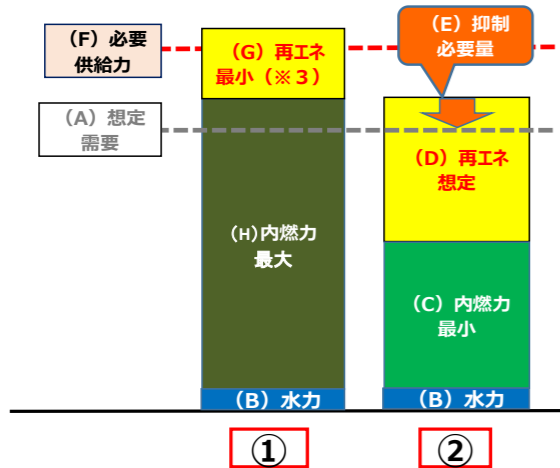 （F）必要
供給力
（A）想定
需要
（G）再エネ
最小（※３）
（H)内燃力
最大
（B）水力
①
（E）抑制
必要量
（D）再エネ
想定
（C）内燃力
最小
（B）水力
②